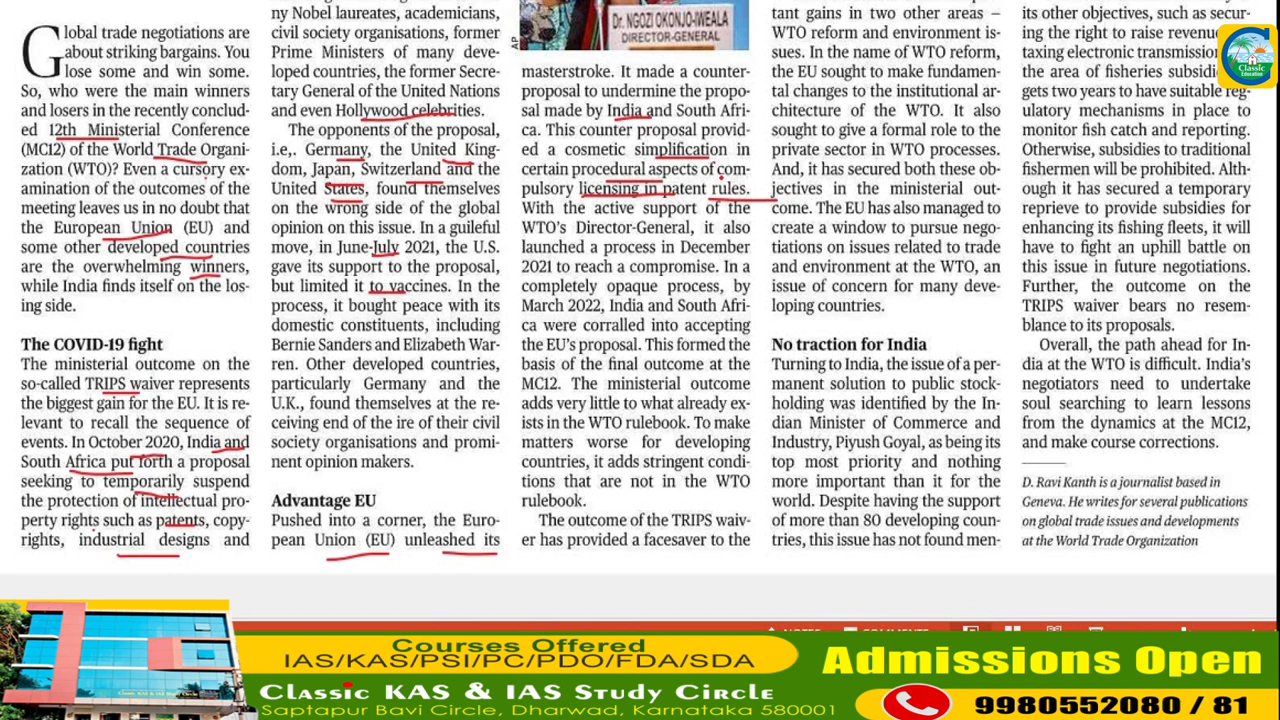 Global trade negotiations are
about striking bargains. You
lose some and win some.
So, who were the main winners
and losers in the recently conclud-
ed 12th Ministerial Conference
(MC12) of the World Trade Organi-
zation (WTO)? Even a cursory ex-
amination of the outcomes of the
meeting leaves us in no doubt that
the European Union (EU) and
some other developed countries
are the overwhelming winners,
while India finds itself on the los-
ing side.
The COVID-19 fight
The ministerial outcome on the
so-called TRIPS waiver represents
the biggest gain for the EU. It is re-
levant to recall the sequence of
events. In October 2020, India and
South Africa put forth a proposal
seeking to temporarily suspend
the protection of intellectual pro-
perty rights such as patents, copy-
rights, industrial designs and
ny Nobel laureates, academicians,
civil society organisations, former
Prime Ministers of many deve-
loped countries, the former Secre-
tary General of the United Nations
and even Hollywood celebrities.
The opponents of the proposal,
i.e,. Germany, the United King-
dom, Japan, Switzerland and the
United States, found themselves
on the wrong side of the global
opinion on this issue. In a guileful
move, in June-July 2021, the U.S.
gave its support to the proposal,
but limited it to vaccines. In the
process, it bought peace with its
domestic constituents, including
Bernie Sanders and Elizabeth War-
ren. Other developed countries,
particularly Germany and the
U.K., found themselves at the re-
ceiving end of the ire of their civil
society organisations and promi-
nent opinion makers.
Advantage EU
Pushed into a corner, the Euro-
pean Union (EU) unleashed its
Dr. NGOZI OKONJO-IWEALA
DIRECTOR-GENERAL
AP
masterstroke. It made a counter-
proposal to undermine the propo-
sal made by India and South Afri-
ca. This counter proposal provid-
ed a cosmetic simplification in
certain procedural aspects of com-
pulsory licensing in patent rules.
With the active support of the
WTO's Director-General, it also
launched a process in December
2021 to reach a compromise. In a
completely opaque process, by
March 2022, India and South Afri-
ca were corralled into accepting
the EU's proposal. This formed the
basis of the final outcome at the
MC12. The ministerial outcome
adds very little to what already ex-
ists in the WTO rulebook. To make
matters worse for developing
countries, it adds stringent condi-
tions that are not in the WTO
rulebook.
The outcome of the TRIPS waiv-
er has provided a facesaver to the
tant gains in two other areas –
WTO reform and environment is-
sues. In the name of WTO reform,
the EU sought to make fundamen-
tal changes to the institutional ar-
chitecture of the WTO. It also
sought to give a formal role to the
private sector in WTO processes.
And, it has secured both these ob-
jectives in the ministerial out-
come. The EU has also managed to
create a window to pursue nego-
tiations on issues related to trade
and environment at the WTO, an
issue of concern for many deve-
loping countries.
No traction for India
Turning to India, the issue of a per-
manent solution to public stock-
holding was identified by the In-
dian Minister of Commerce and
Industry, Piyush Goyal, as being its
top most priority and nothing
more important than it for the
world. Despite having the support
of more than 80 developing coun-
tries, this issue has not found men-
its other objectives, such as secur-
ing the right to raise revenue
taxing electronic transmission
the area of fisheries subsid
gets two years to have suitable reg-
ulatory mechanisms in place to
monitor fish catch and reporting.
Otherwise, subsidies to traditional
fishermen will be prohibited. Alth-
ough it has secured a temporary
reprieve to provide subsidies for
enhancing its fishing fleets, it will
have to fight an uphill battle on
this issue in future negotiations.
Further, the outcome on the
TRIPS waiver bears no resem-
blance to its proposals.
Overall, the path ahead for In-
dia at the WTO is difficult. India's
negotiators need to undertake
soul searching to learn lessons
from the dynamics at the MC12,
and make course corrections.
D. Ravi Kanth is a journalist based in
Geneva. He writes for several publications
on global trade issues and developments
at the World Trade Organization
Classic
Education
Courses Offered
IAS/KAS/PSI/PC/PDO/FDA/SDA
Classic KAS & IAS Study Circle
Saptapur Bavi Circle, Dharwad, Karnataka 580001
Admissions Open
9980552080 / 81